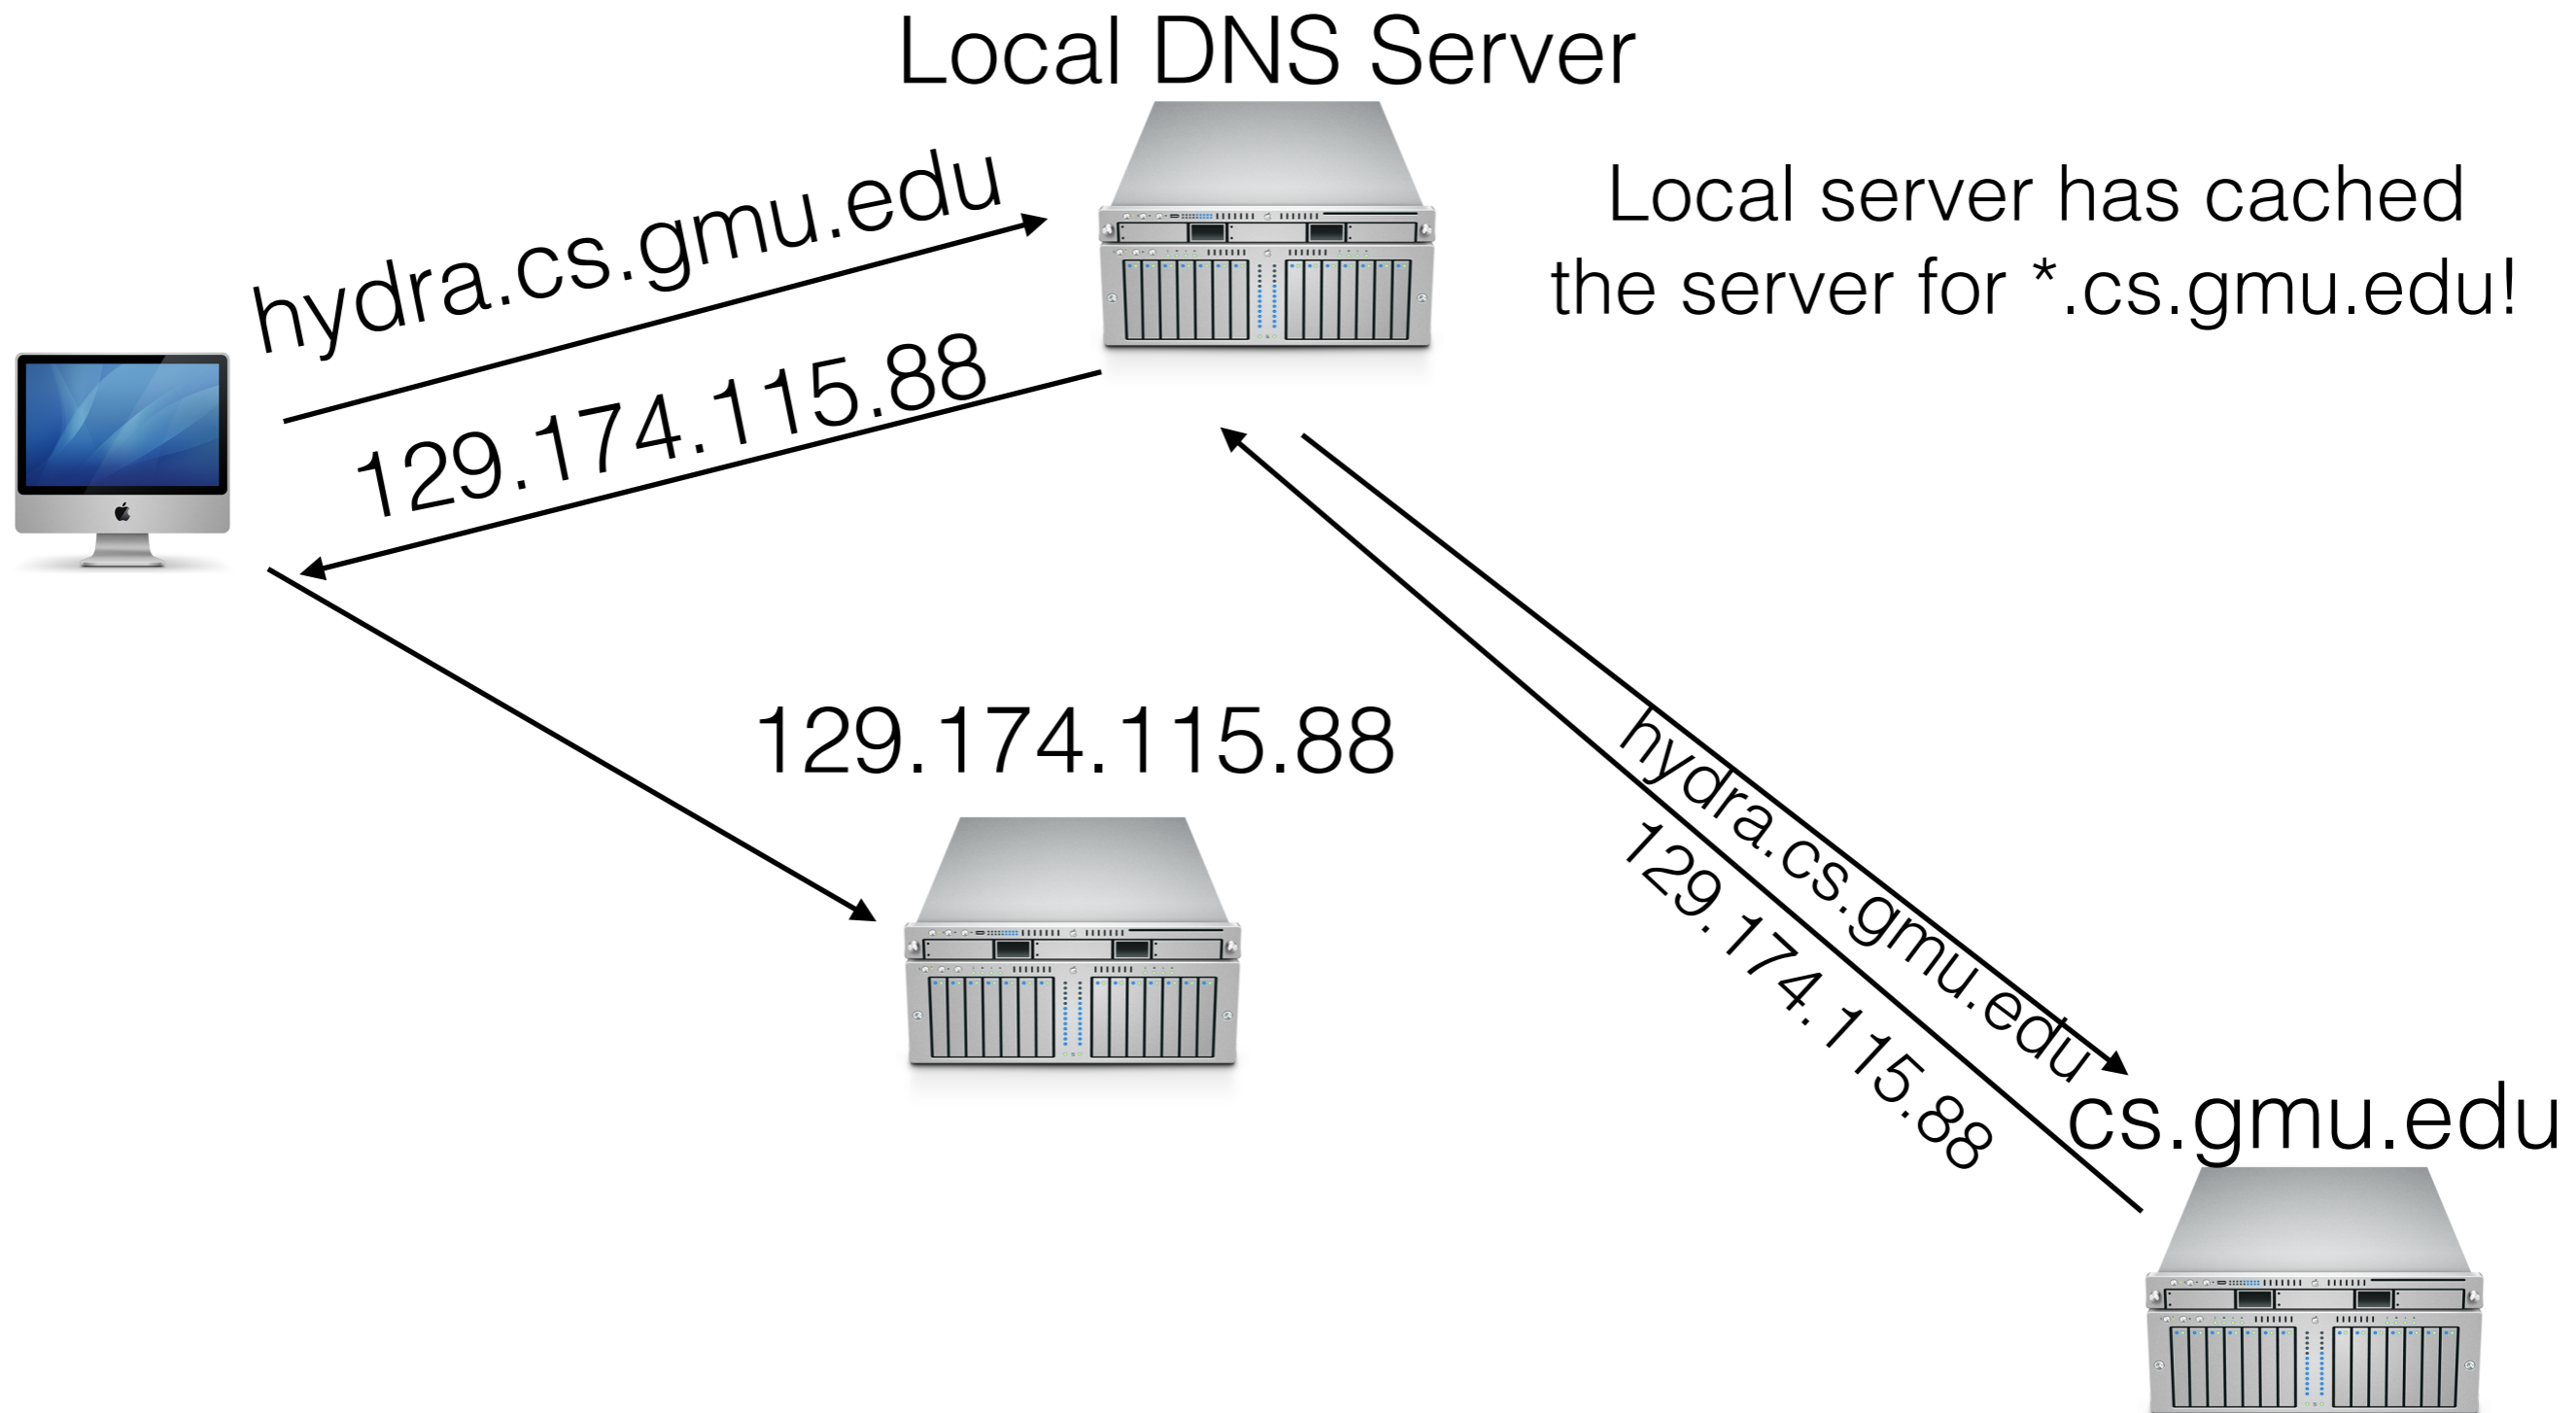 Local DNS Server
hydra.cs.gmu.edu
Local server has cached
the server for *.cs.gmu.edu!
129.174.115.88
129.174.115.88
hydra.cs.gmu.edu
129.174.115.88
cs.gmu.edu